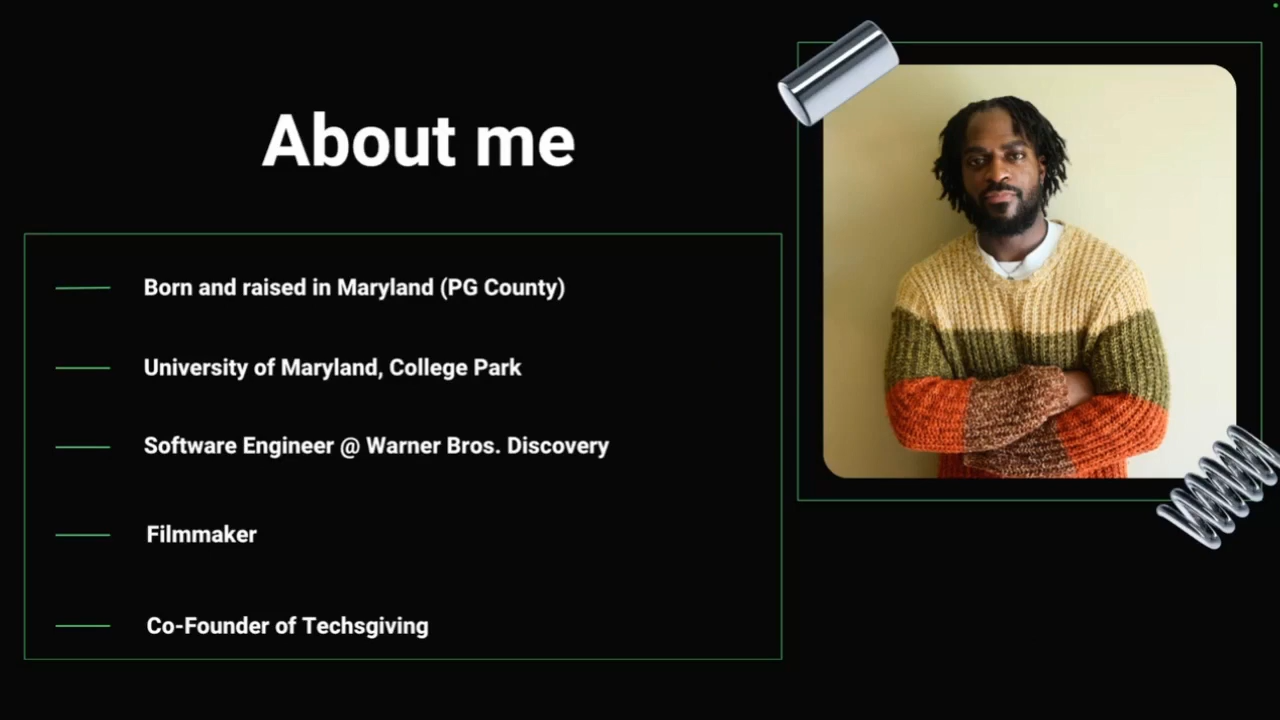 About me
Born and raised in Maryland (PG County)
University of Maryland, College Park
Software Engineer @ Warner Bros. Discovery
Filmmaker
Co-Founder of Techsgiving